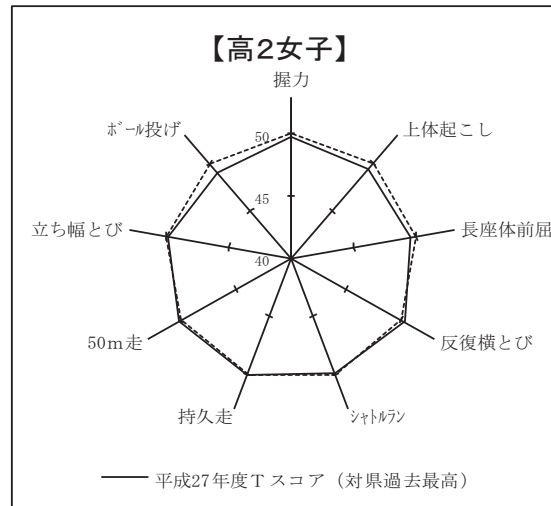 【高2女子】
握力
ﾎﾞｰﾙ投げ
上体起こし
50
45
40
立ち幅とび
長座体前屈
50m走
反復横とび
持久走
ｼｬﾄﾙﾗﾝ
平成27年度Tスコア（対県過去最高）